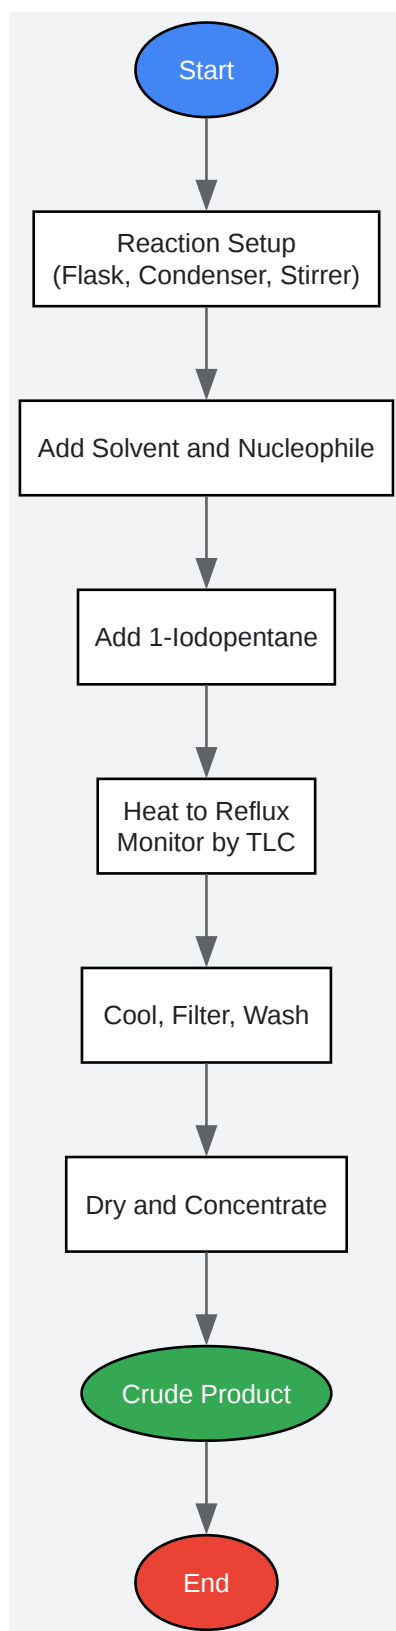 Start
Reaction Setup
(Flask, Condenser, Stirrer)
Add Solvent and Nucleophile
Add 1-Iodopentane
Heat to Reflux
Monitor by TLC
Cool, Filter, Wash
Dry and Concentrate
Crude Product
End